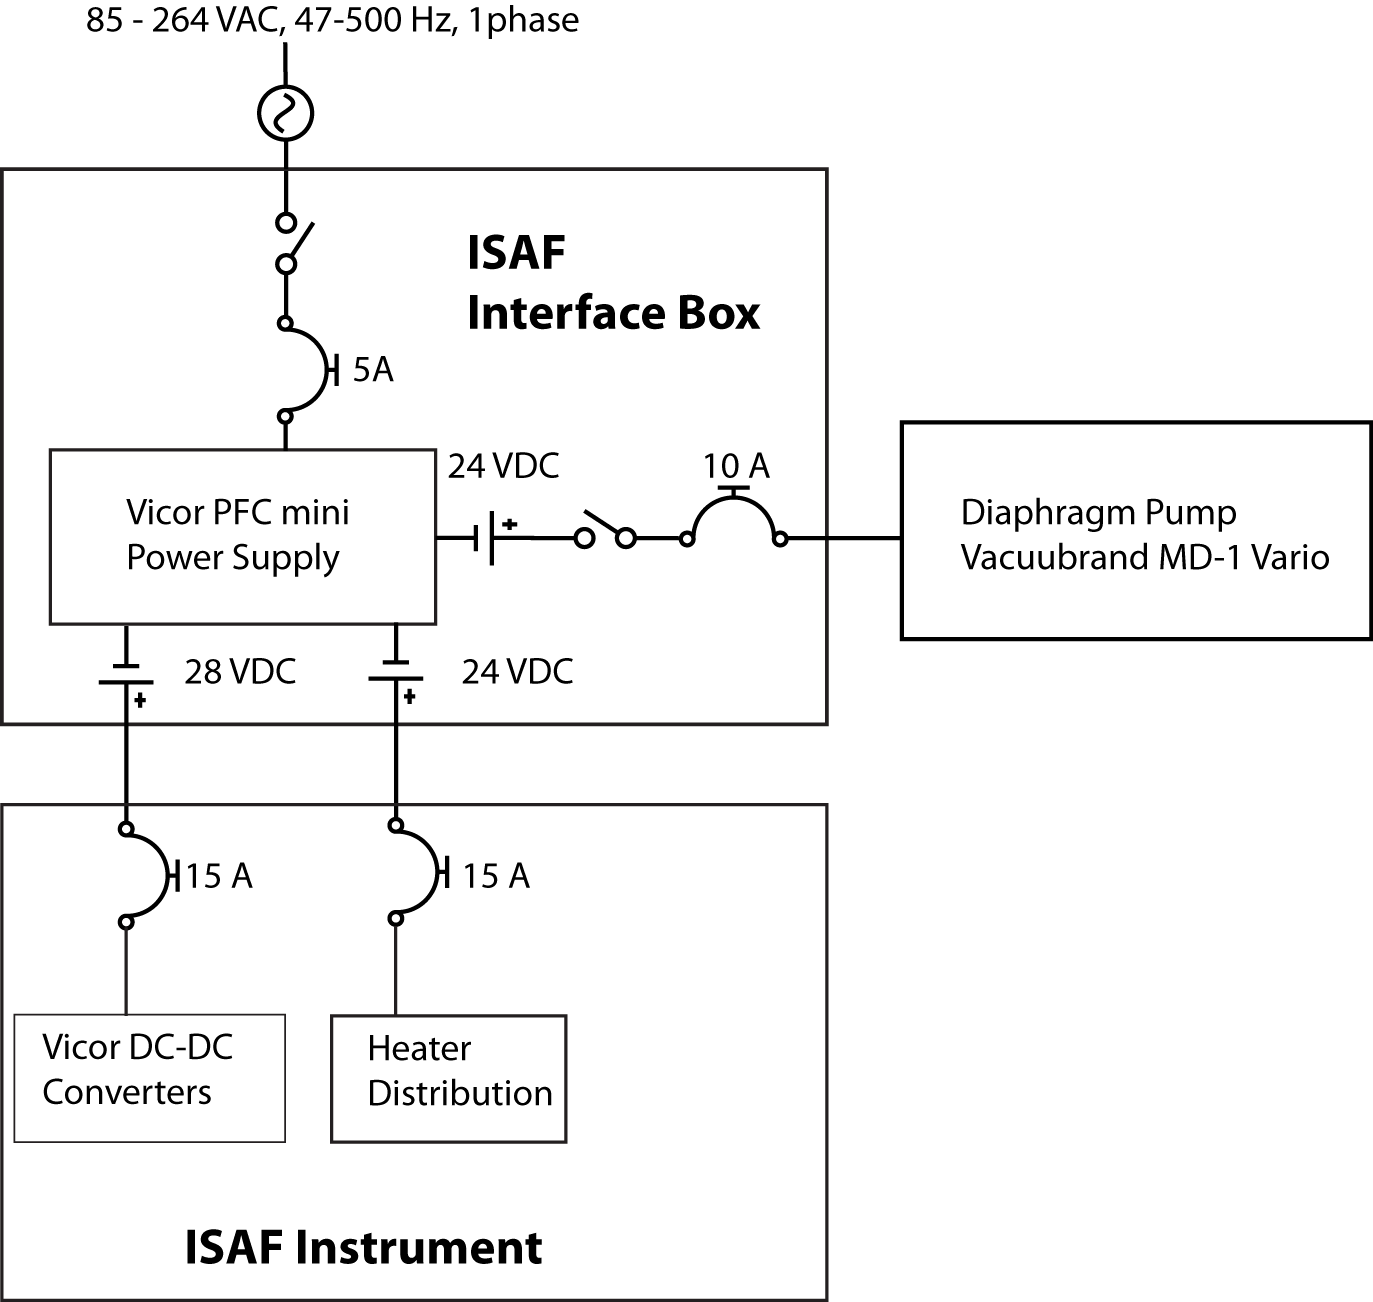 85 - 264 VAC, 47-500 Hz, 1phase
ISAF
Interface Box
5A
24 VDC
10 A
Vicor PFC mini
Power Supply
Diaphragm Pump
Vacuubrand MD-1 Vario
28 VDC
24 VDC
15 A
15 A
Vicor DC-DC
Converters
Heater
Distribution
ISAF Instrument